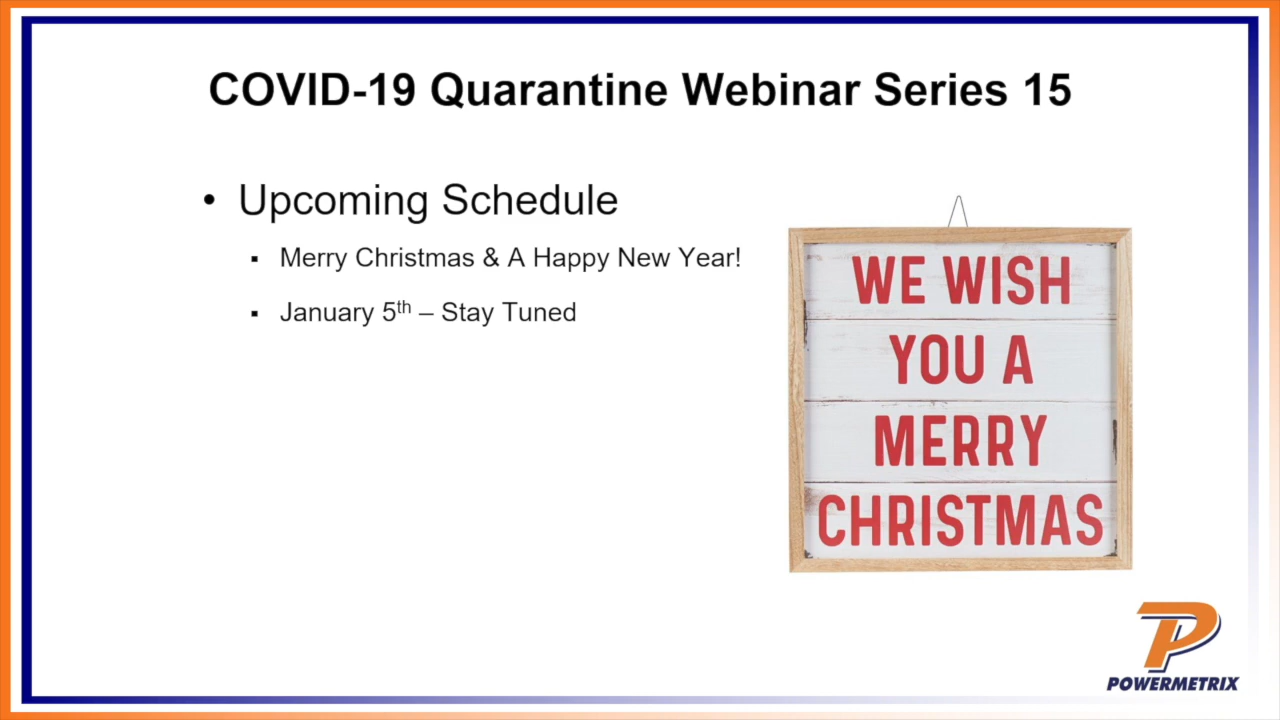 COVID-19 Quarantine Webinar Series 15
• Upcoming Schedule
▪ Merry Christmas & A Happy New Year!
▪ January 5th – Stay Tuned
WE WISH
YOU A
MERRY
CHRISTMAS
POWERMETRIX